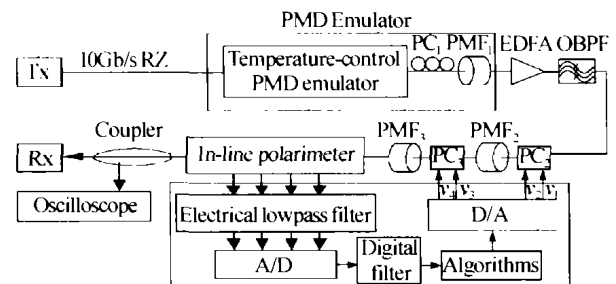 PMD Emulator
10Gb/s RZ
Tx
Temperature-control
PMD emulator
PC1
PMF1
EDFA
OBPF
Coupler
PMF3
PMF2
Rx
In-line polarimeter
PC3
PC2
v4
v3
v2
v1
Oscilloscope
Electrical lowpass filter
D/A
A/D
Digital
filter
Algorithms